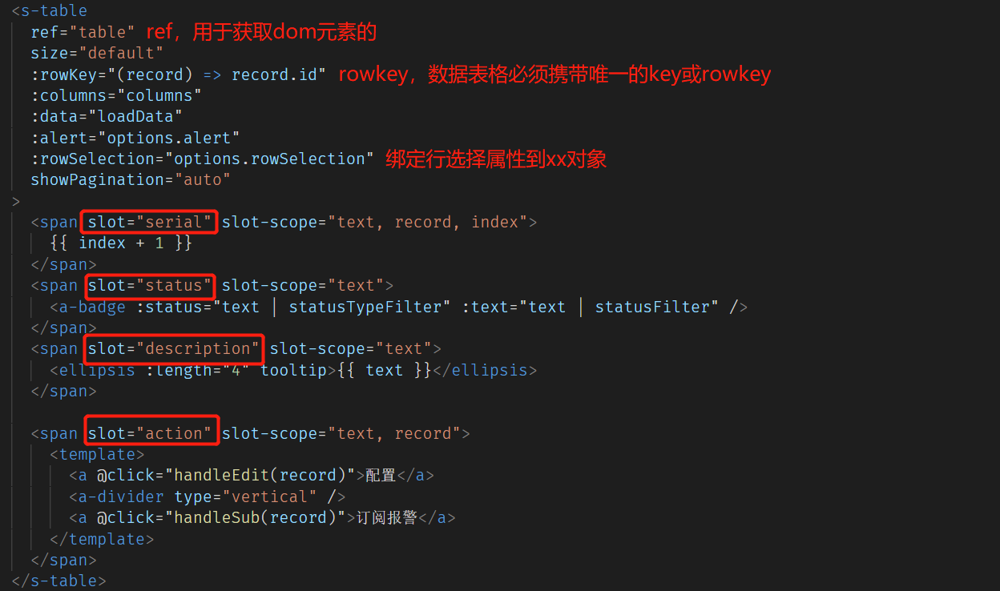 <s-table
ref="table" ref，用于获取dom元素的
size="default"
:rowKey="(record) => record.id" rowkey，数据表格必须携带唯一的key或rowkey
:columns="columns"
:data="loadData"
:alert="options.alert"
:rowSelection="options.rowSelection" 绑定行选择属性到xx对象
showPagination="auto"
>
<span slot="serial" slot-scope="text, record, index">
{{ index + 1 }}
</span>
<span slot="status" slot-scope="text">
<a-badge :status="text | statusTypeFilter" :text="text | statusFilter" />
</span>
<span slot="description" slot-scope="text">
<ellipsis :length="4" tooltip>{{ text }}</ellipsis>
</span>
<span slot="action" slot-scope="text, record">
<template>
<a @click="handleEdit(record)">配置</a>
<a-divider type="vertical" />
<a @click="handleSub(record)">订阅报警</a>
</template>
</span>
</s-table>